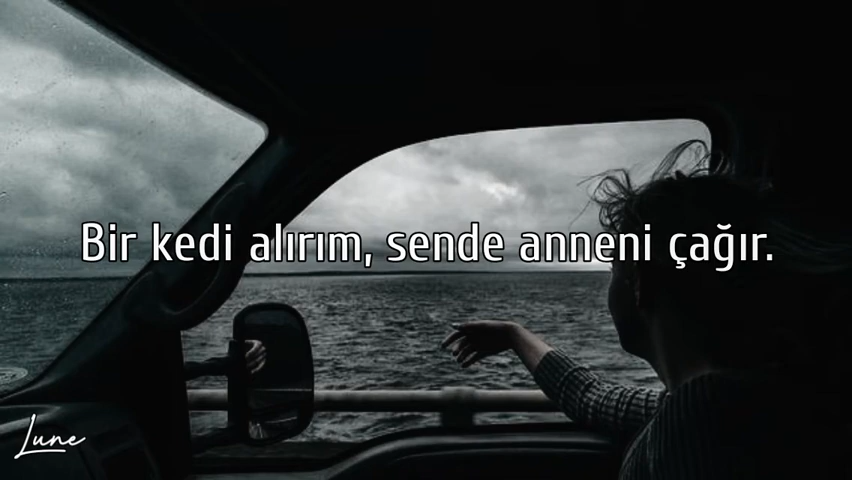 Bir kedi alırım, sende anneni çağır.
Lune